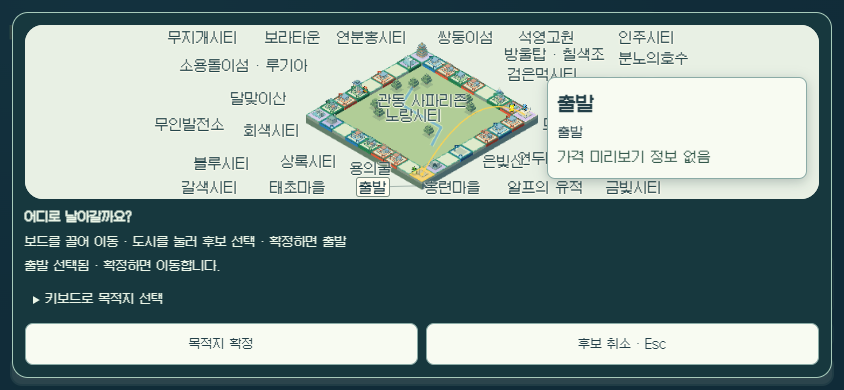 무지개시티 보라타운 연분홍시티 쌍둥이섬 석영고원 인주시티
방울탑 · 칠색조 분노의호수
소용돌이섬 · 루기아 검은먹시티
달맞이산 관동 사파리존
노랑시티
무인발전소 회색시티
블루시티 상록시티 용의굴 은빛산 연두
갈색시티 태초마을 출발 홍련마을 알프의 유적 금빛시티
출발
출발
가격 미리보기 정보 없음
어디로 날아갈까요?
보드를 끌어 이동 · 도시를 눌러 후보 선택 · 확정하면 출발
출발 선택됨 · 확정하면 이동합니다.
▶ 키보드로 목적지 선택
목적지 확정
후보 취소 · Esc